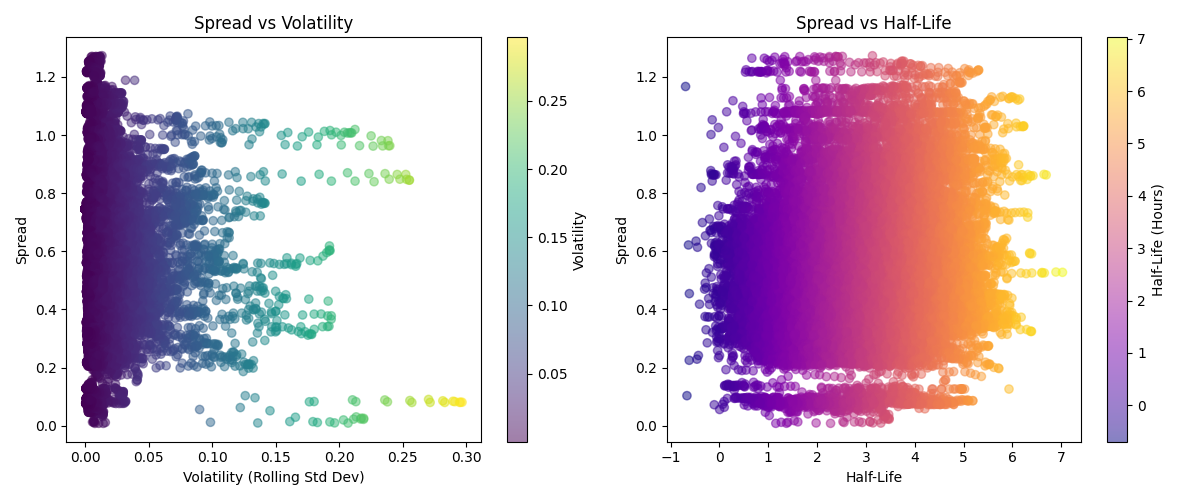 Spread vs Volatility
Spread
1.2
1.0
0.8
0.6
0.4
0.2
0.0
0.00 0.05 0.10 0.15 0.20 0.25 0.30
Volatility (Rolling Std Dev)
0.25
0.20
0.15
0.10
0.05
Volatility
Spread vs Half-Life
Spread
1.2
1.0
0.8
0.6
0.4
0.2
0.0
−1 0 1 2 3 4 5 6 7
Half-Life
7
6
5
4
3
2
1
0
Half-Life (Hours)